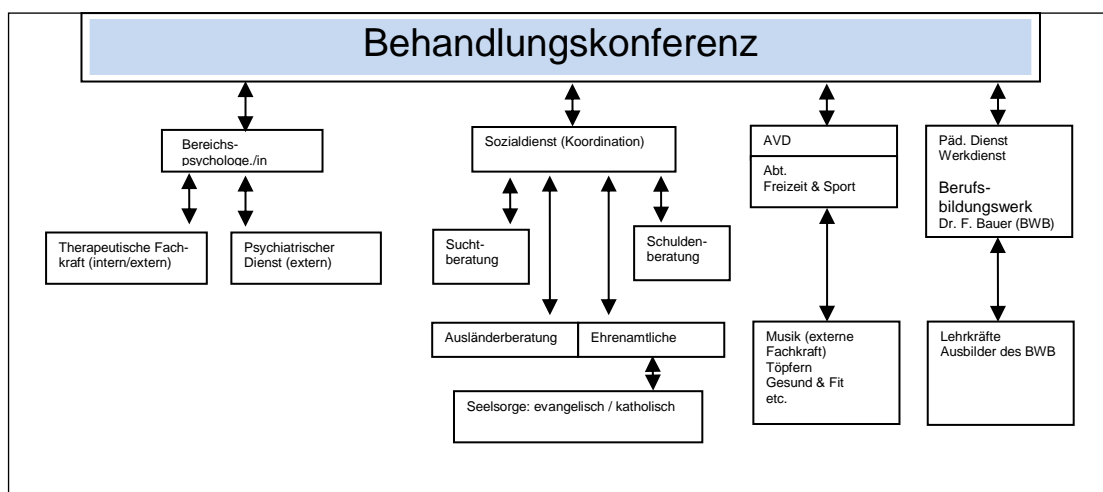 Behandlungskonferenz
Bereichs-
psychologe./in
Therapeutische Fach-
kraft (intern/extern)
Psychiatrischer
Dienst (extern)
Sozialdienst (Koordination)
Sucht-
beratung
Schulden-
beratung
Ausländerberatung
Ehrenamtliche
Seelsorge: evangelisch / katholisch
AVD
Abt.
Freizeit & Sport
Musik (externe
Fachkraft)
Töpfern
Gesund & Fit
etc.
Päd. Dienst
Werkdienst
Berufs-
bildungswerk
Dr. F. Bauer (BWB)
Lehrkräfte
Ausbilder des BWB